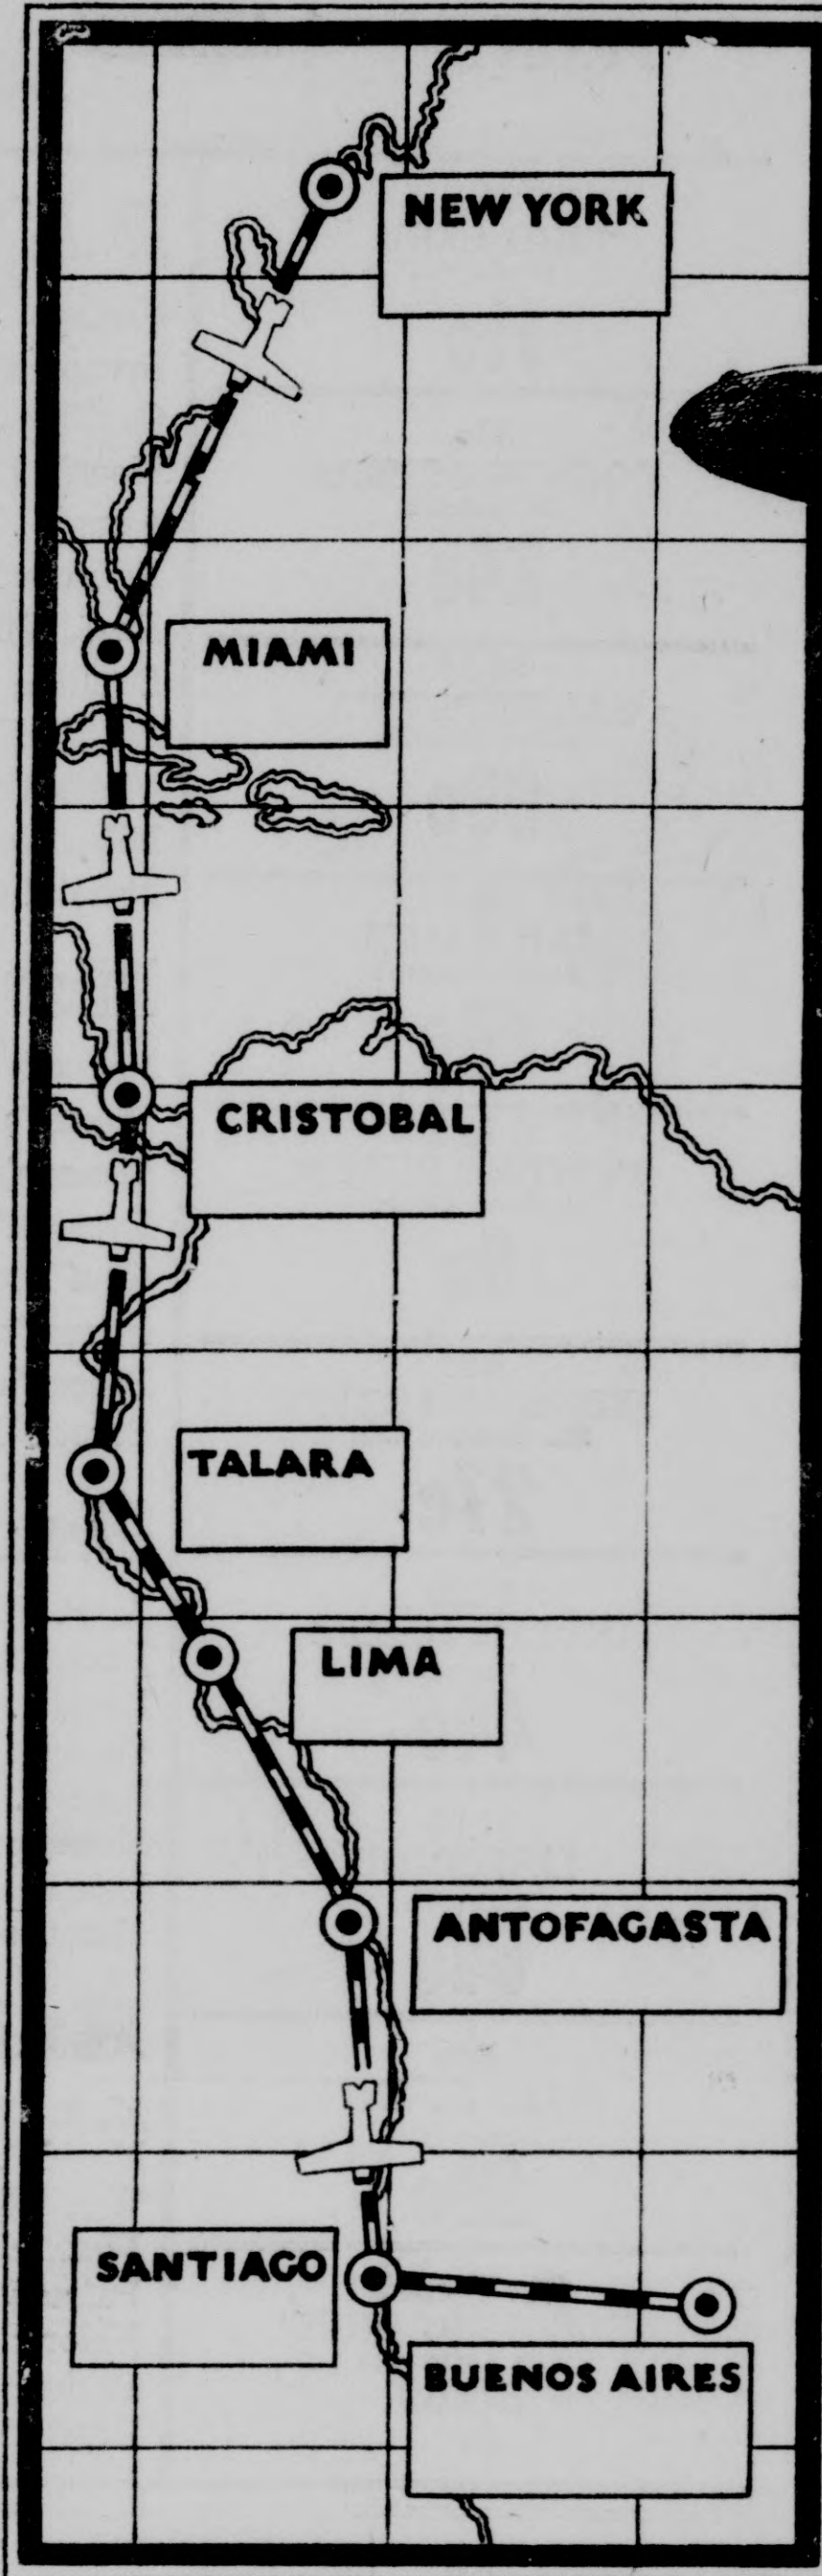 NEW YORK
MIAMI
CRISTOBAL
TALARA
LIMA
ANTOFAGASTA
SANTIAGO
BUENOS AIRES